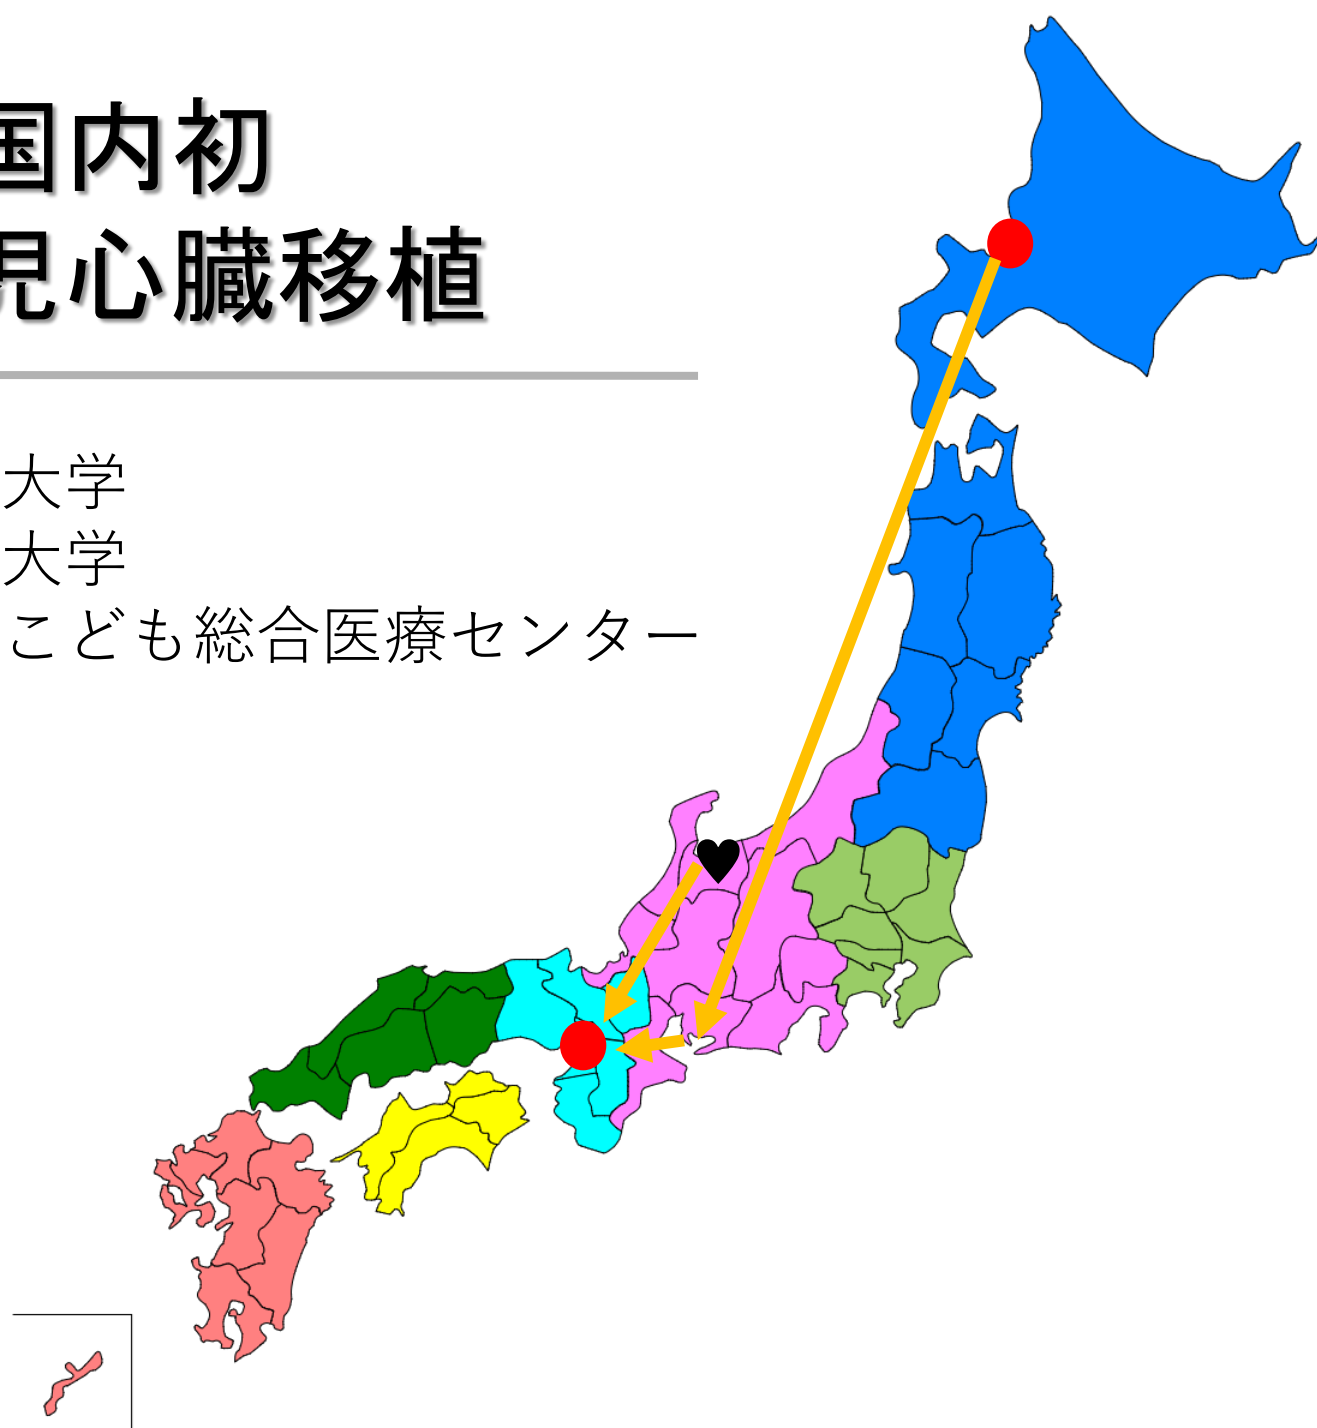 国内初
児心臓移植
大学
大学
こども総合医療センター